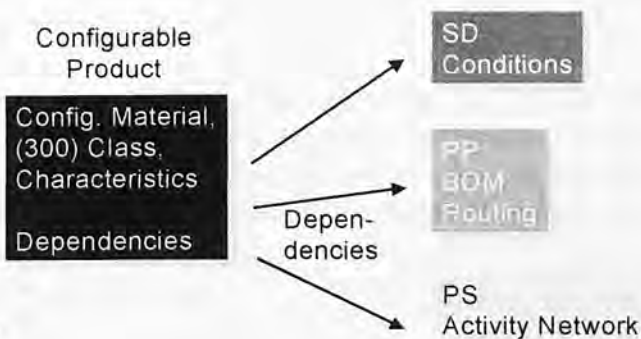 Configurable
Product
Config. Material,
(300) Class,
Characteristics
Dependencies
SD
Conditions
PP
BOM
Routing
Depen-
dencies
PS
Activity Network